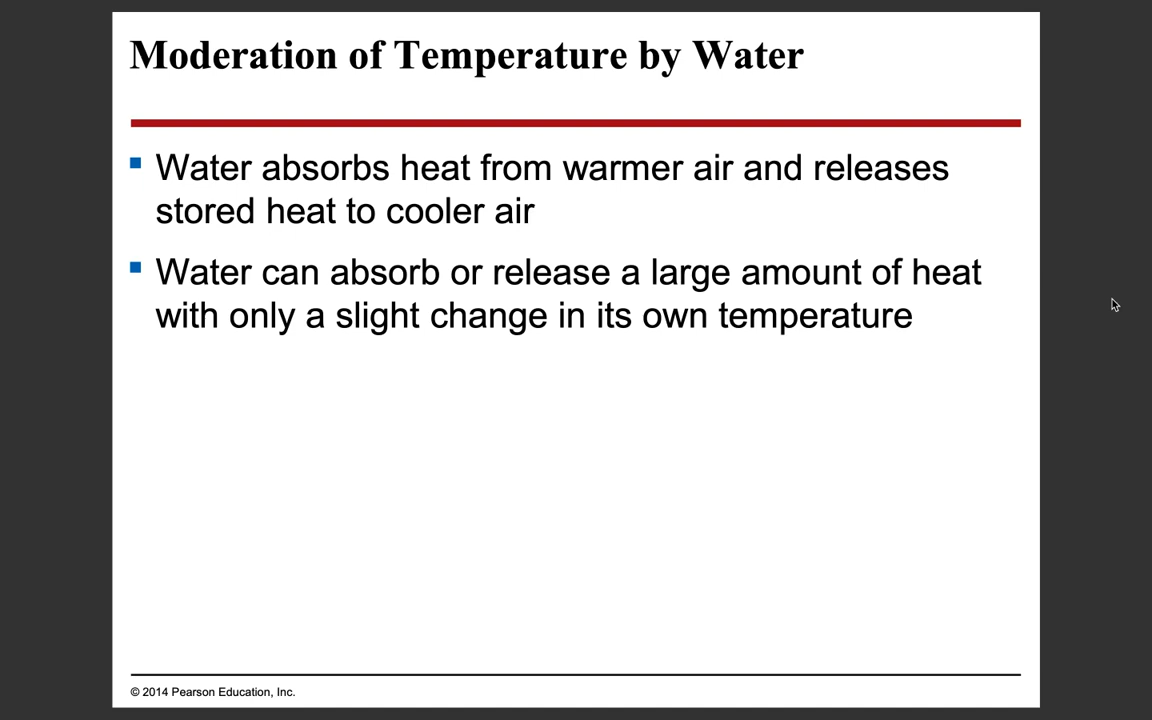 Moderation of Temperature by Water
Water absorbs heat from warmer air and releases
stored heat to cooler air
Water can absorb or release a large amount of heat
with only a slight change in its own temperature
© 2014 Pearson Education, Inc.